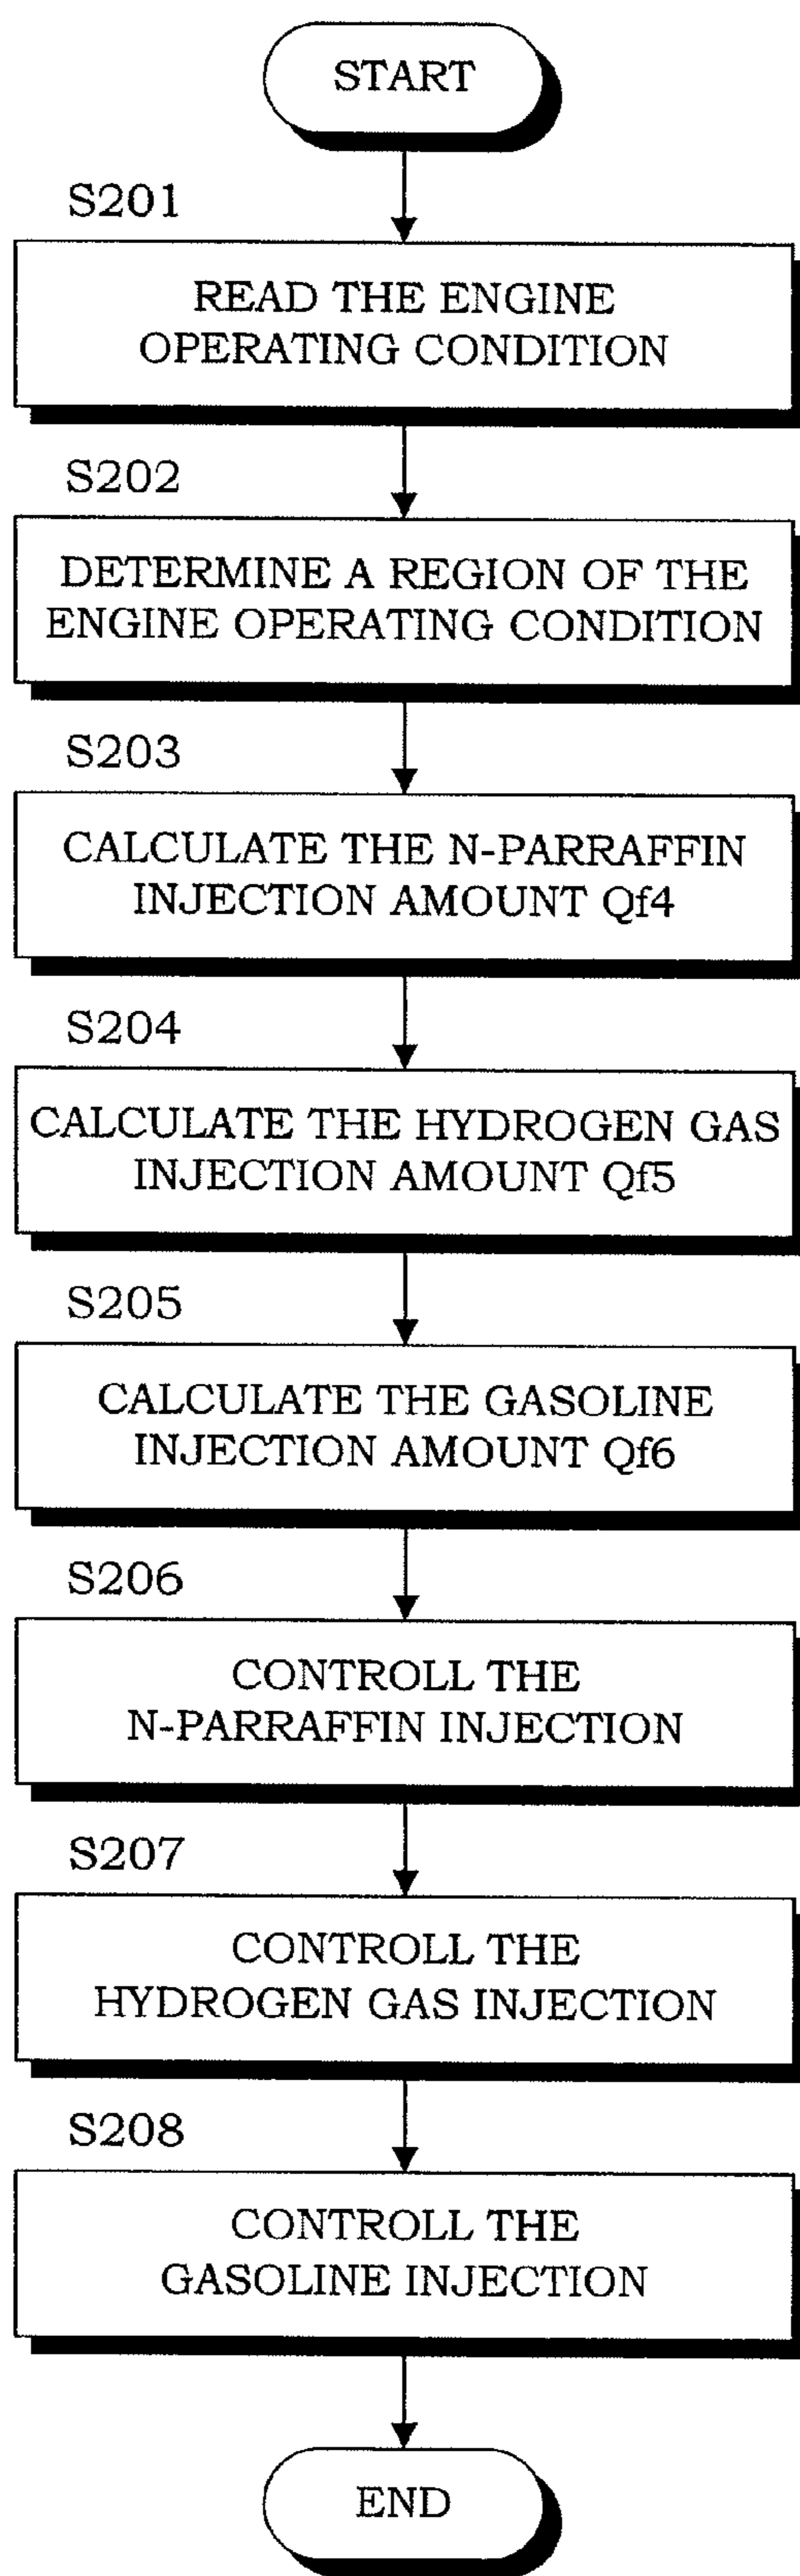 START
S201
READ THE ENGINE
OPERATING CONDITION
S202
DETERMINE A REGION OF THE
ENGINE OPERATING CONDITION
S203
CALCULATE THE N-PARRAFFIN
INJECTION AMOUNT Qf4
S204
CALCULATE THE HYDROGEN GAS
INJECTION AMOUNT Qf5
S205
CALCULATE THE GASOLINE
INJECTION AMOUNT Qf6
S206
CONTROLL THE
N-PARRAFFIN INJECTION
S207
CONTROLL THE
HYDROGEN GAS INJECTION
S208
CONTROLL THE
GASOLINE INJECTION
END